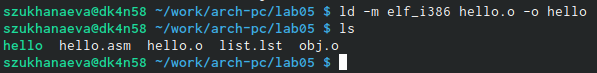 szukhanaeva@dk4n58 ~/work/arch-pc/lab05 $ ld -m elf_i386 hello.o -o hello
szukhanaeva@dk4n58 ~/work/arch-pc/lab05 $ ls
hello hello.asm hello.o list.lst obj.o
szukhanaeva@dk4n58 ~/work/arch-pc/lab05 $